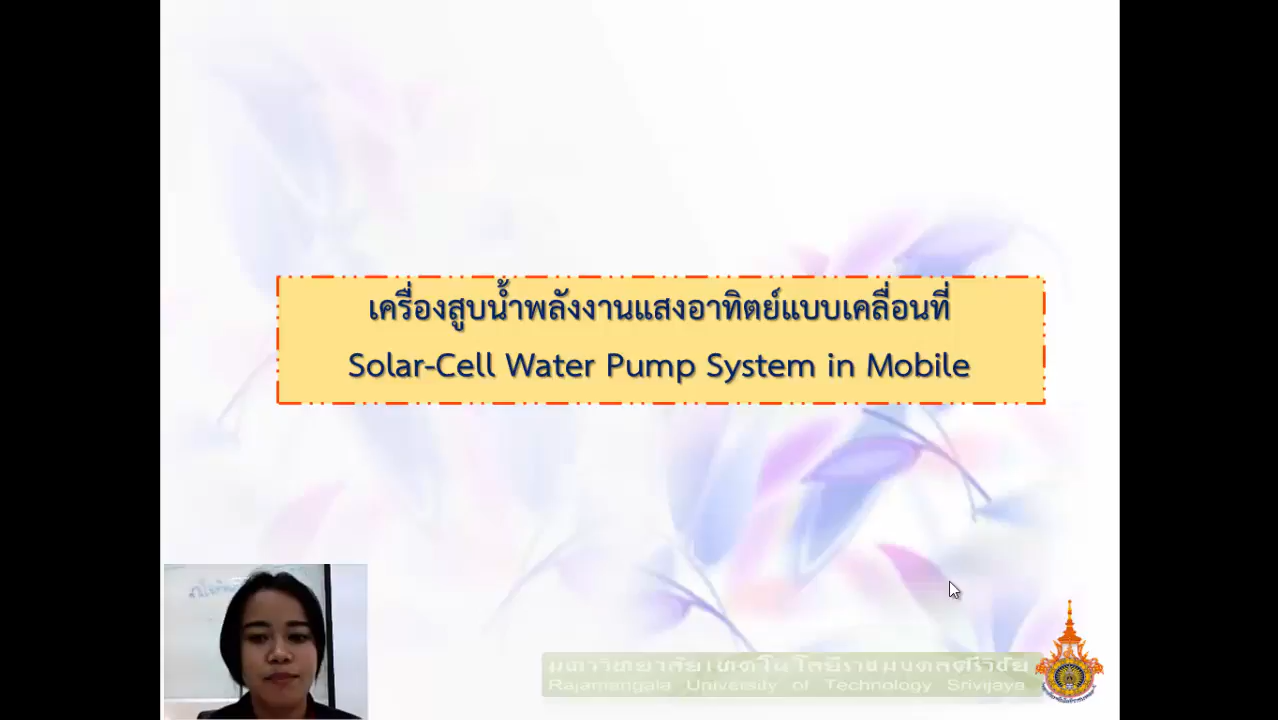 เครื่องสูบน้ำพลังงานแสงอาทิตย์แบบเคลื่อนที่
Solar-Cell Water Pump System in Mobile
มหาวิทยาลัยเทคโนโลยีราชมงคลศรีวิชัย
Rajamangala University of Technology Srivijaya